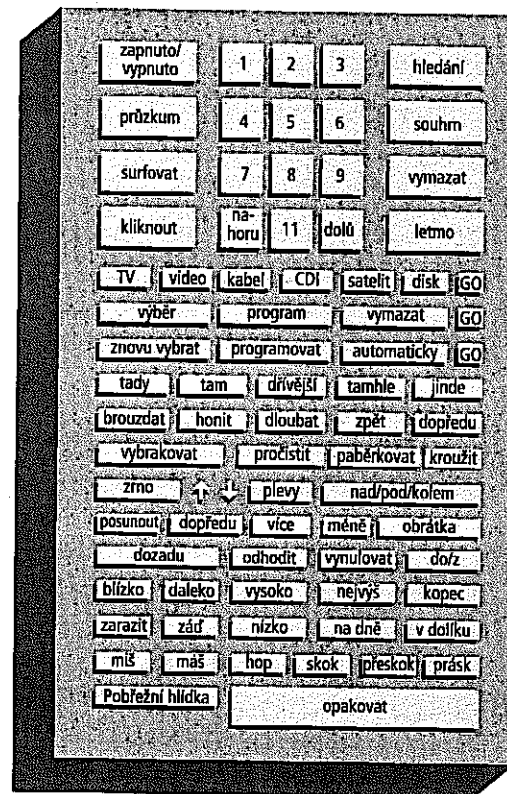 zapnuto/
vypnuto 1 2 3 hledání
průzkum 4 5 6 souhrn
surfovat 7 8 9 vymazat
kliknout na-
horu 11 dolů letmo
TV video kabel CDI satelit disk GO
výběr program vymazat GO
znovu vybrat programovat automaticky GO
tady tam dřívější tamhle jinde
brouzdat honit dloubat zpět dopředu
vybrakovat pročistit paběrkovat kroužit
zrno plevy nad/pod/kolem
posunout dopředu více méně obrátka
dozadu odhodit vynulovat do/z
blízko daleko vysoko nejvýš kopec
zarazit záď nízko na dně v dolíku
miš máš hop skok přeskok prásk
Pobřežní hlídka opakovat